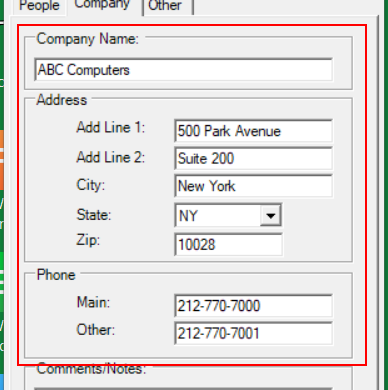 People Company Other
Company Name:
ABC Computers
Address
Add Line 1: 500 Park Avenue
Add Line 2: Suite 200
City: New York
State: NY
Zip: 10028
Phone
Main: 212-770-7000
Other: 212-770-7001
Comments/Notes: